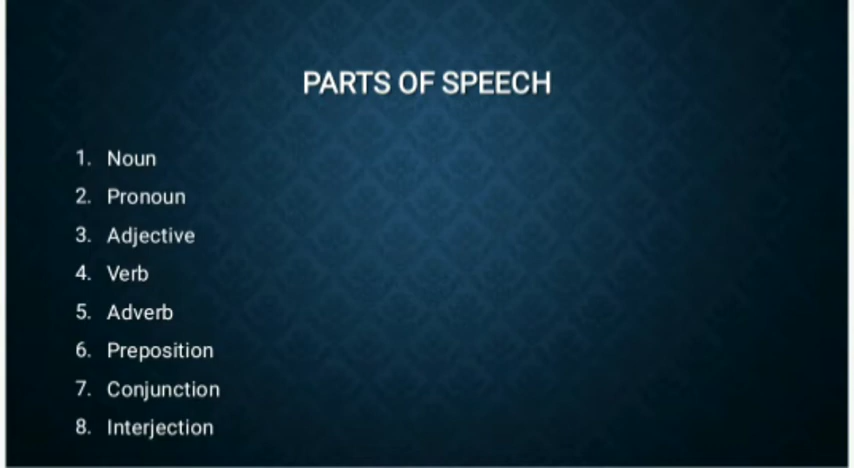 PARTS OF SPEECH
1. Noun
2. Pronoun
3. Adjective
4. Verb
5. Adverb
6. Preposition
7. Conjunction
8. Interjection